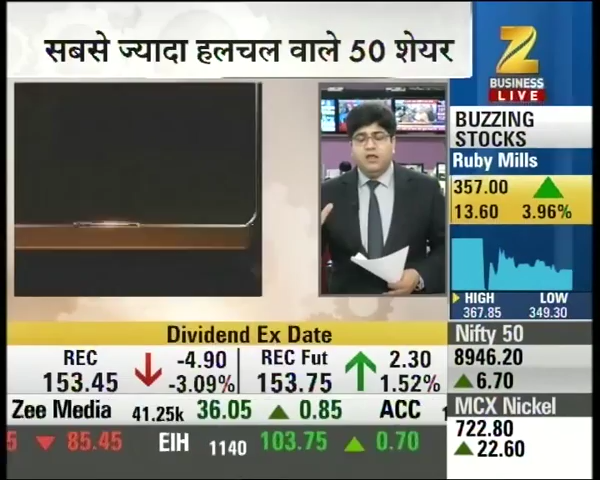 सबसे ज्यादा हलचल वाले 50 शेयर
Z
BUSINESS
LIVE
BUZZING
STOCKS
Ruby Mills
357.00
13.60 3.96%
HIGH LOW
367.85 349.30
Dividend Ex Date
REC -4.90 REC Fut 2.30
153.45 -3.09% 153.75 1.52%
Zee Media 41.25k 36.05 0.85 ACC
5 85.45 EIH 1140 103.75 0.70
Nifty 50
8946.20
6.70
MCX Nickel
722.80
22.60